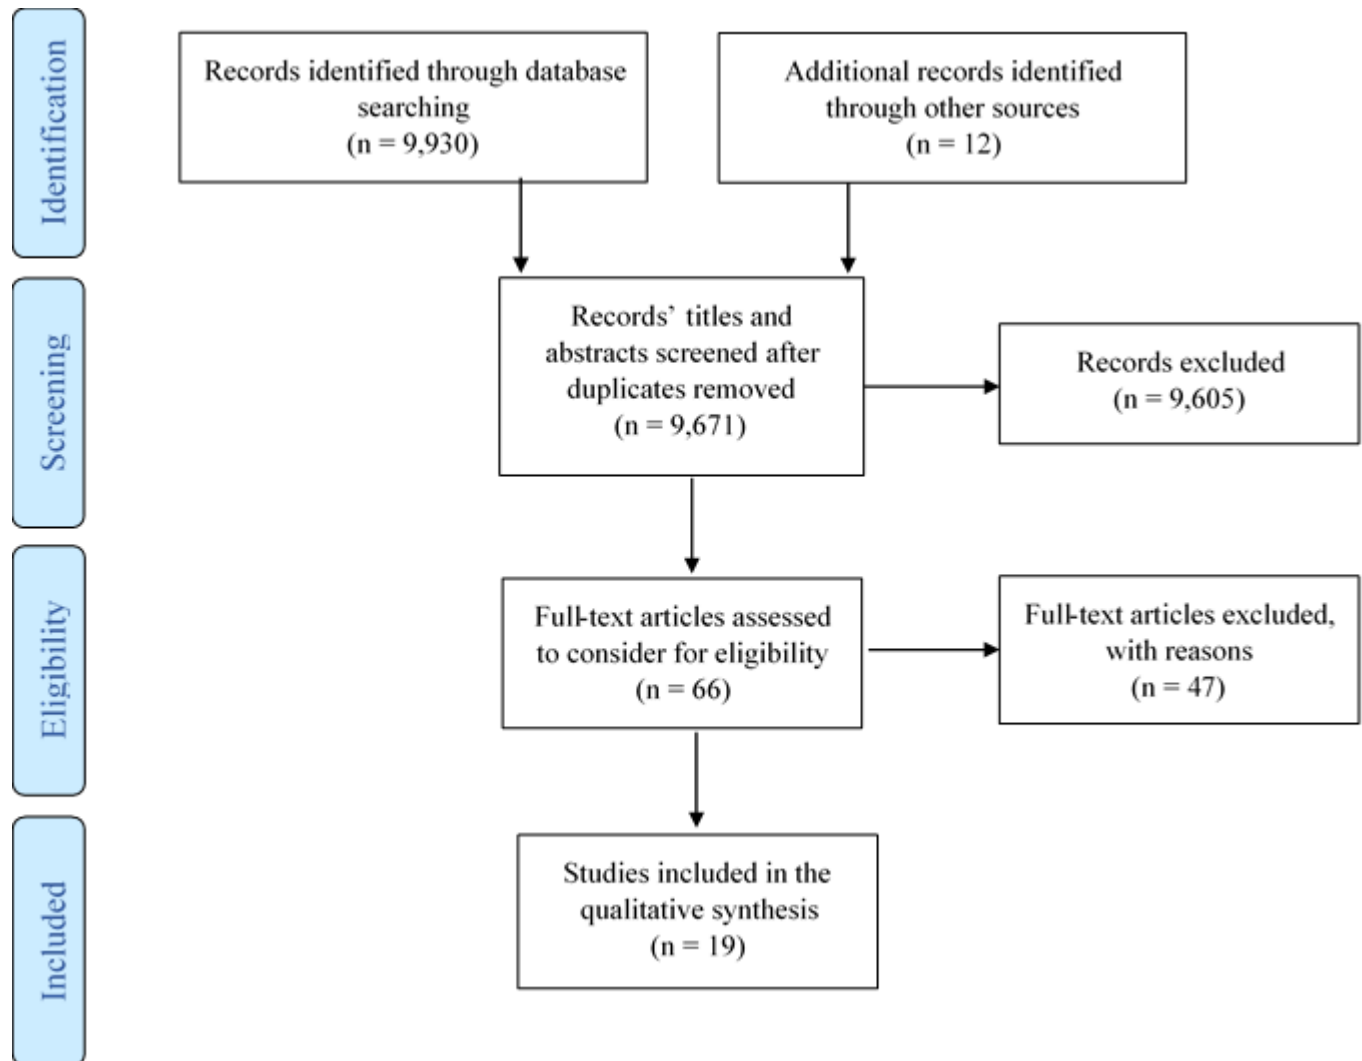 Identification
Records identified through database
searching
(n = 9,930)
Additional records identified
through other sources
(n = 12)
Screening
Records’ titles and
abstracts screened after
duplicates removed
(n = 9,671)
Records excluded
(n = 9,605)
Eligibility
Full-text articles assessed
to consider for eligibility
(n = 66)
Full-text articles excluded,
with reasons
(n = 47)
Included
Studies included in the
qualitative synthesis
(n = 19)